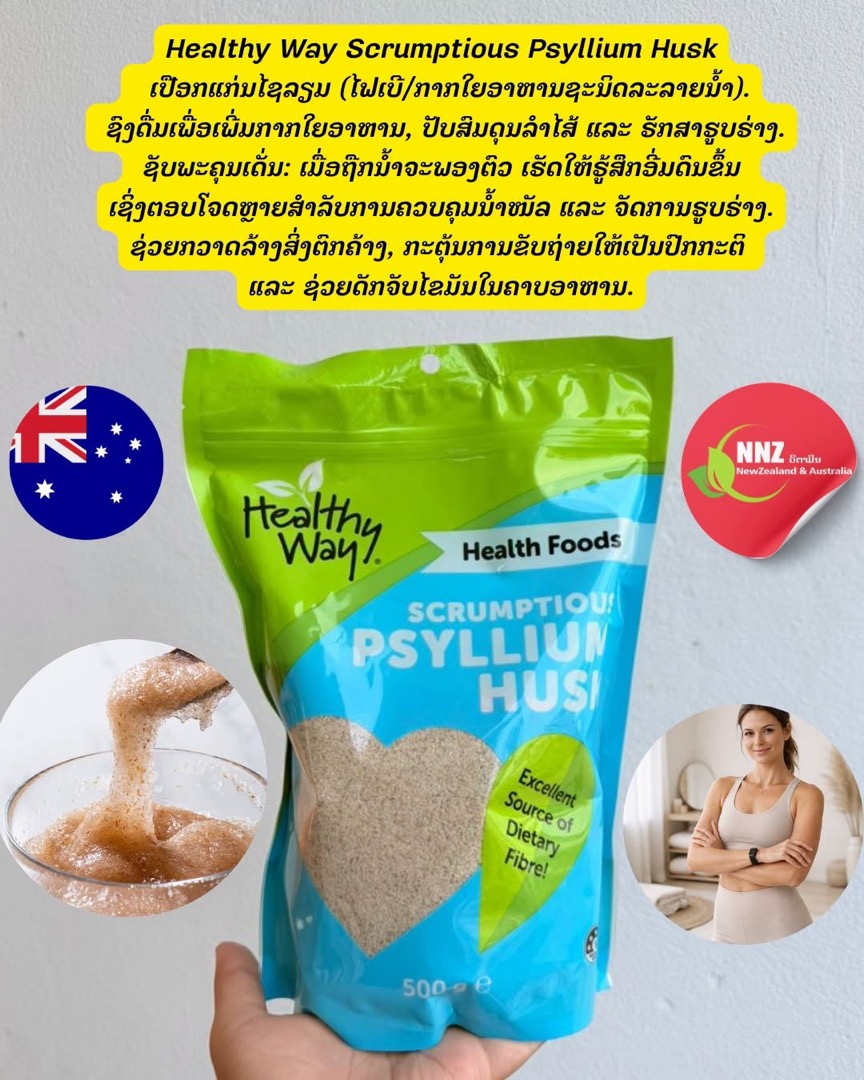 Healthy Way Scrumptious Psyllium Husk
ເປືອກແກ່ນໄຊລຽມ (ໄຟເບີ/ກາກໃຍອາຫານຊະນິດລະລາຍນ້ຳ).
ຊົງດື່ມເພື່ອເພີ່ມກາກໃຍອາຫານ, ປັບສົມດຸນລຳໄສ້ ແລະ ຮັກສາຮູບຮ່າງ.
ຊັບພະຄຸນເດັ່ນ: ເມື່ອຖືກນ້ຳຈະພອງຕົວ ເຮັດໃຫ້ຮູ້ສຶກອີ່ມດົນຂຶ້ນ
ເຊິ່ງຕອບໂຈດຫຼາຍສຳລັບການຄວບຄຸມນ້ຳໜັລ ແລະ ຈັດການຮູບຮ່າງ.
ຊ່ວຍກວາດລ້າງສິ່ງຕົກຄ້າງ, ກະຕຸ້ນການຂັບຖ່າຍໃຫ້ເປັນປົກກະຕິ
ແລະ ຊ່ວຍດັກຈັບໄຂມັນໃນຄາບອາຫານ.
NNZ ວິຕາມິນ
NewZealand & Australia
Healthy
Way!
Health Foods
SCRUMPTIOUS
PSYLLIUM
HUSK
Excellent
Source of
Dietary
Fibre!
500 g e